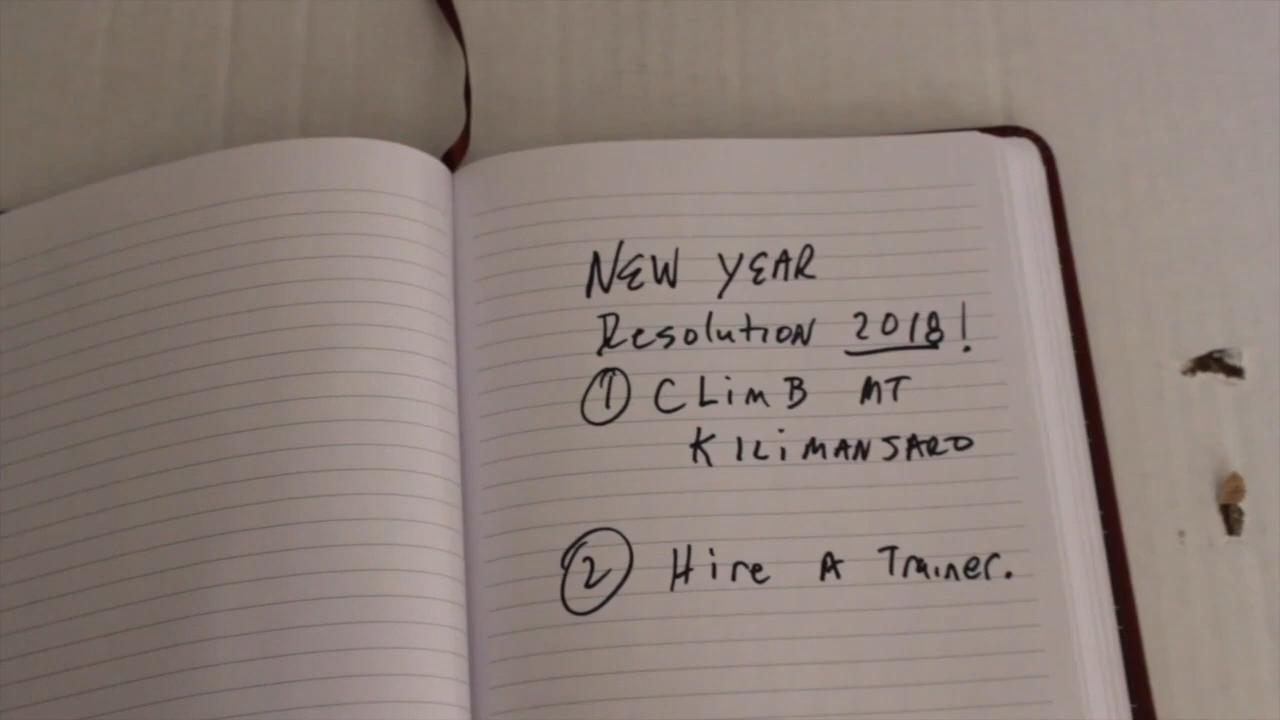 NEW YEAR
Resolution 2018!
① CLimB MT
KILiMANJARO
② Hire A Trainer.